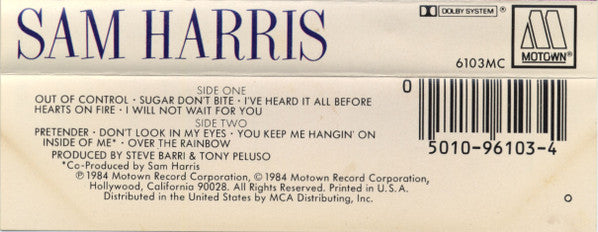 SAM HARRIS
DOLBY SYSTEM ®
6103MC
MOTOWN®
SIDE ONE
OUT OF CONTROL · SUGAR DON'T BITE · I'VE HEARD IT ALL BEFORE
HEARTS ON FIRE · I WILL NOT WAIT FOR YOU
SIDE TWO
PRETENDER · DON'T LOOK IN MY EYES · YOU KEEP ME HANGIN' ON
INSIDE OF ME* · OVER THE RAINBOW
PRODUCED BY STEVE BARRI & TONY PELUSO
*Co-Produced by Sam Harris
℗ 1984 Motown Record Corporation, © 1984 Motown Record Corporation,
Hollywood, California 90028. All Rights Reserved. Printed in U.S.A.
Distributed in the United States by MCA Distributing, Inc.
0
5010-96103-4